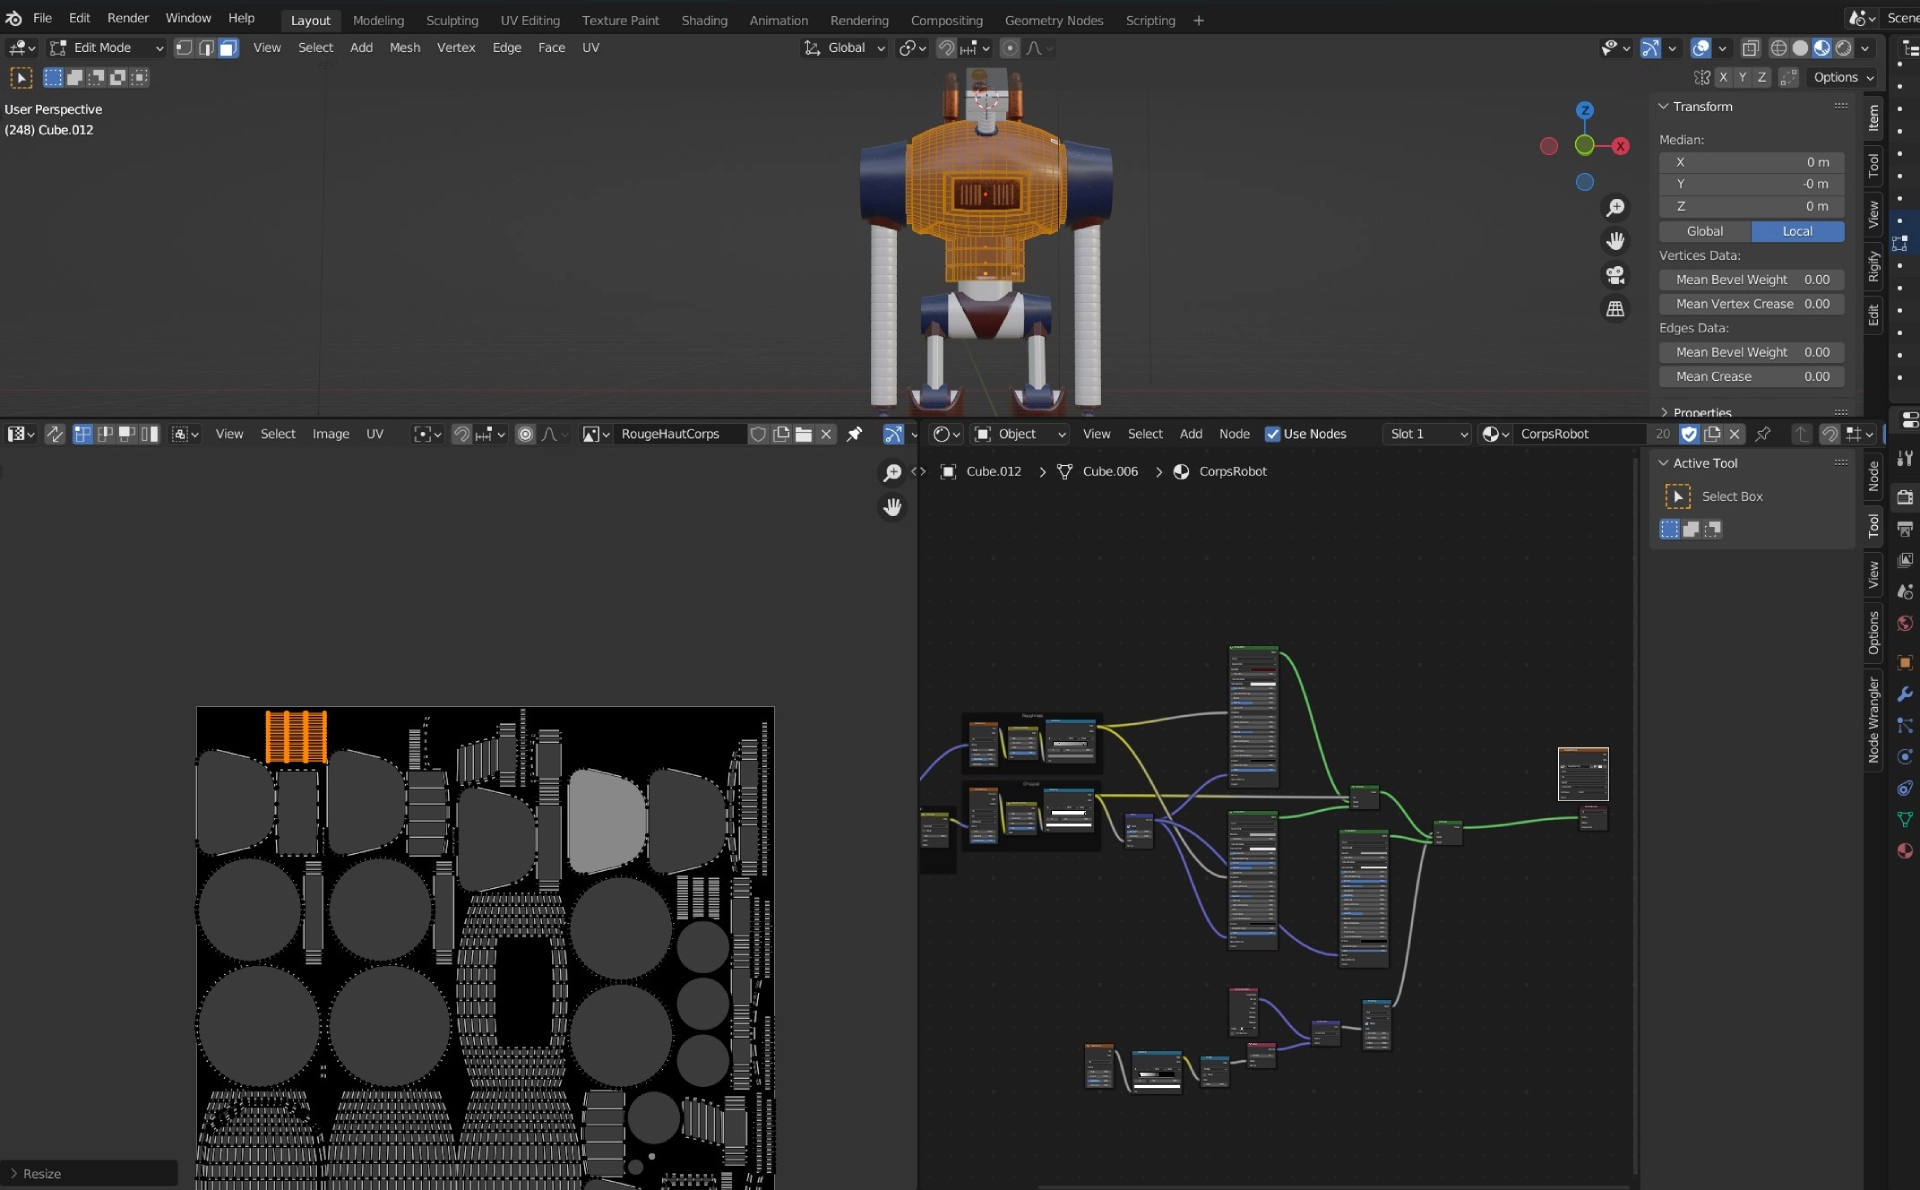 File Edit Render Window Help Layout Modeling Sculpting UV Editing Texture Paint Shading Animation Rendering Compositing Geometry Nodes Scripting + Scene
Edit Mode View Select Add Mesh Vertex Edge Face UV Global
X Y Z Options
User Perspective
(248) Cube.012
Z
X
Transform
Median:
X 0 m
Y -0 m
Z 0 m
Global Local
Vertices Data:
Mean Bevel Weight 0.00
Mean Vertex Crease 0.00
Edges Data:
Mean Bevel Weight 0.00
Mean Crease 0.00
Properties
Item
Tool
View
Rigify
Edit
View Select Image UV RougeHautCorps
Object View Select Add Node Use Nodes Slot 1 CorpsRobot 20
Cube.012 > Cube.006 > CorpsRobot
Active Tool
Select Box
Node
Tool
View
Options
Node Wrangler
> Resize